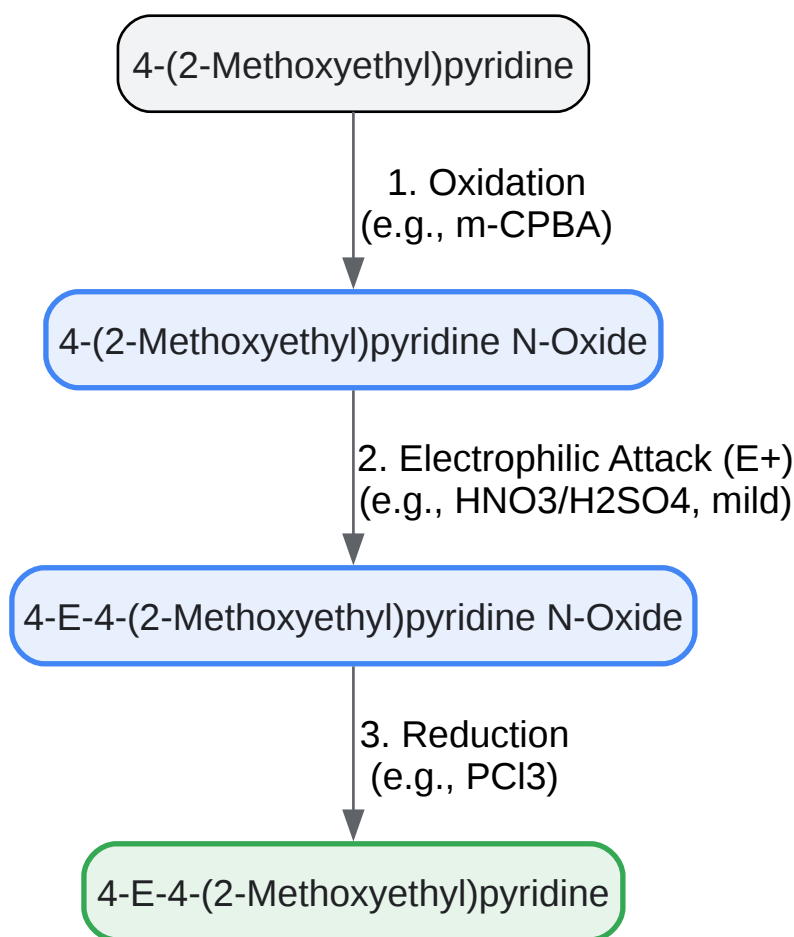 4-(2-Methoxyethyl)pyridine
1. Oxidation
(e.g., m-CPBA)
4-(2-Methoxyethyl)pyridine N-Oxide
2. Electrophilic Attack (E+)
(e.g., HNO3/H2SO4, mild)
4-E-4-(2-Methoxyethyl)pyridine N-Oxide
3. Reduction
(e.g., PCl3)
4-E-4-(2-Methoxyethyl)pyridine